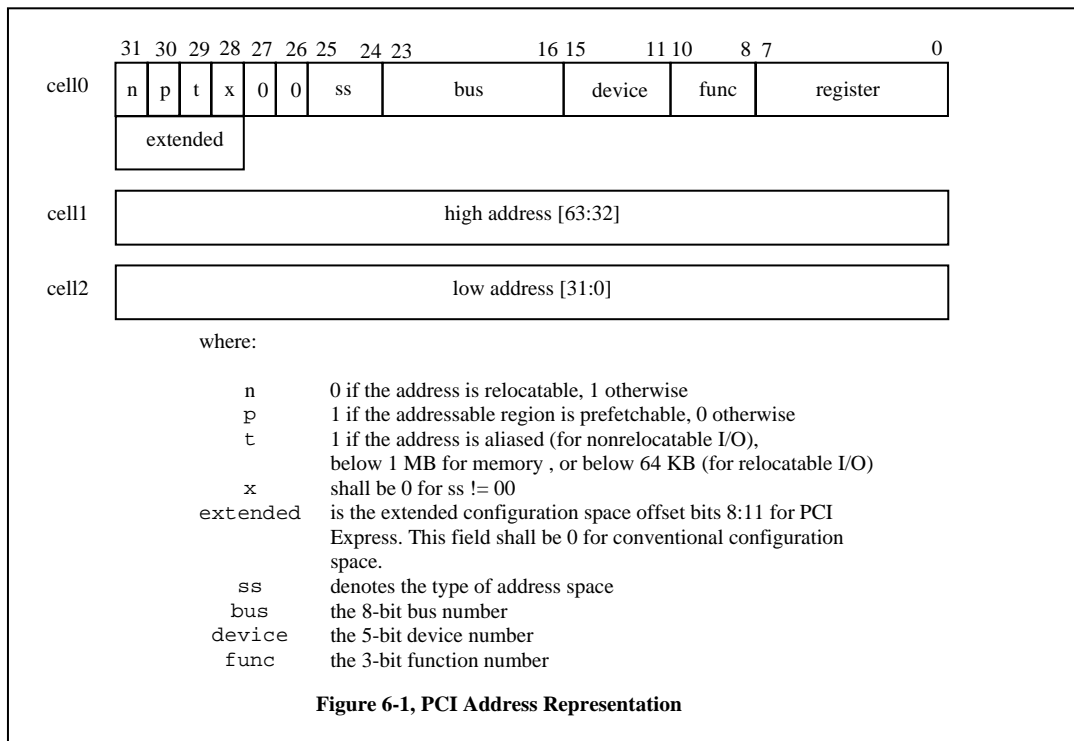 31 30 29 28 27 26 25 24 23 16 15 11 10 8 7 0
cell0 n p t x 0 0 ss bus device func register
extended
cell1 high address [63:32]
cell2 low address [31:0]
where:
n 0 if the address is relocatable, 1 otherwise
p 1 if the addressable region is prefetchable, 0 otherwise
t 1 if the address is aliased (for nonrelocatable I/O),
below 1 MB for memory , or below 64 KB (for relocatable I/O)
x shall be 0 for ss != 00
extended is the extended configuration space offset bits 8:11 for PCI
Express. This field shall be 0 for conventional configuration
space.
ss denotes the type of address space
bus the 8-bit bus number
device the 5-bit device number
func the 3-bit function number
Figure 6-1, PCI Address Representation